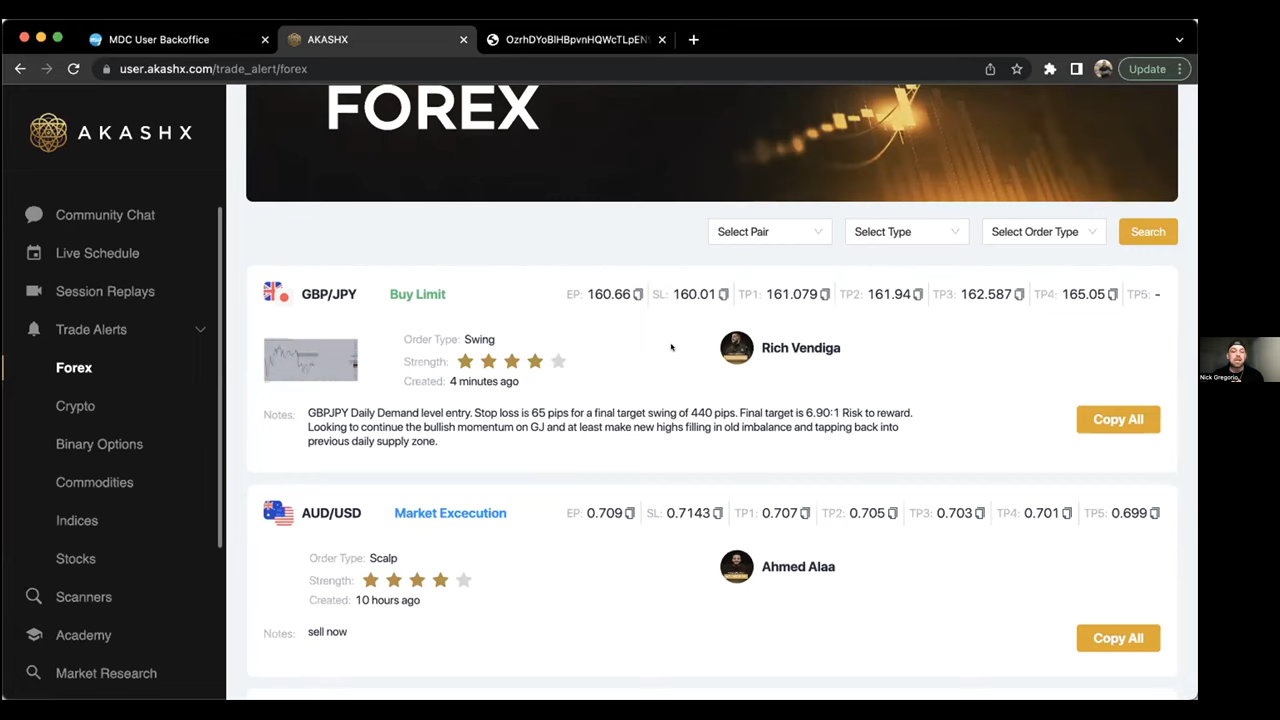 MDC User Backoffice
AKASHX
OzrhDYoBlHBpvnHQWcTLpEN
user.akashx.com/trade_alert/forex
Update
AKASHX
Community Chat
Live Schedule
Session Replays
Trade Alerts
Forex
Crypto
Binary Options
Commodities
Indices
Stocks
Scanners
Academy
Market Research
FOREX
Select Pair
Select Type
Select Order Type
Search
GBP/JPY Buy Limit EP: 160.66 SL: 160.01 TP1: 161.079 TP2: 161.94 TP3: 162.587 TP4: 165.05 TP5: -
Order Type: Swing
Strength:
Created: 4 minutes ago
Rich Vendiga
Notes: GBPJPY Daily Demand level entry. Stop loss is 65 pips for a final target swing of 440 pips. Final target is 6.90:1 Risk to reward.
Looking to continue the bullish momentum on GJ and at least make new highs filling in old imbalance and tapping back into
previous daily supply zone.
Copy All
AUD/USD Market Excecution EP: 0.709 SL: 0.7143 TP1: 0.707 TP2: 0.705 TP3: 0.703 TP4: 0.701 TP5: 0.699
Order Type: Scalp
Strength:
Created: 10 hours ago
Ahmed Alaa
Notes: sell now
Copy All
Nick Gregorio